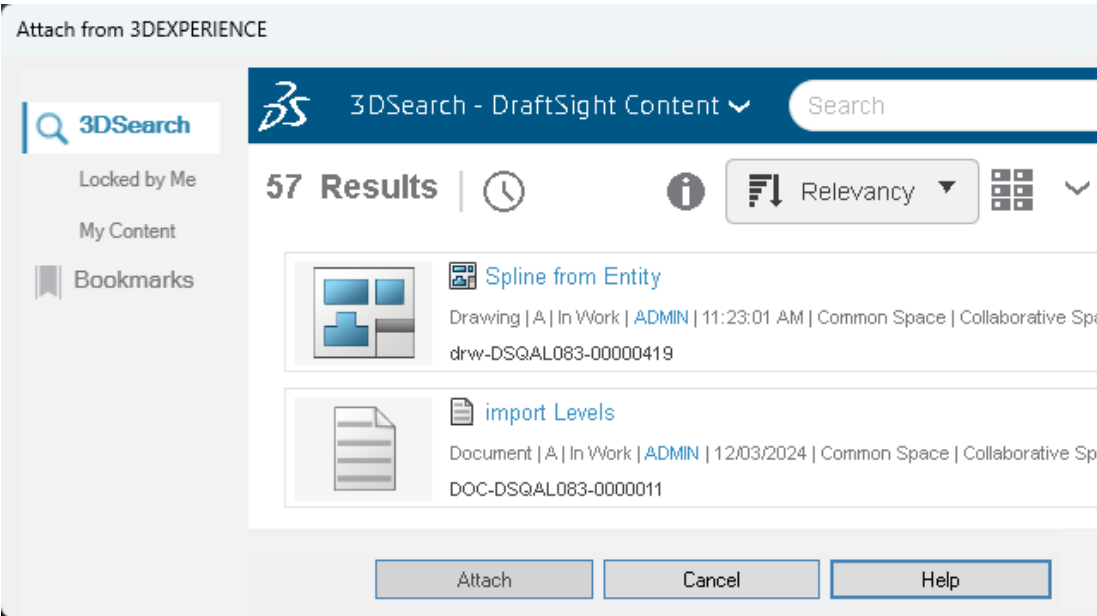 Attach from 3DEXPERIENCE
3DSearch
Locked by Me
My Content
Bookmarks
3DSearch - DraftSight Content
Search
57 Results
Relevancy
Spline from Entity
Drawing | A | In Work | ADMIN | 11:23:01 AM | Common Space | Collaborative Spa
drw-DSQAL083-00000419
import Levels
Document | A | In Work | ADMIN | 12/03/2024 | Common Space | Collaborative Sp
DOC-DSQAL083-0000011
Attach
Cancel
Help